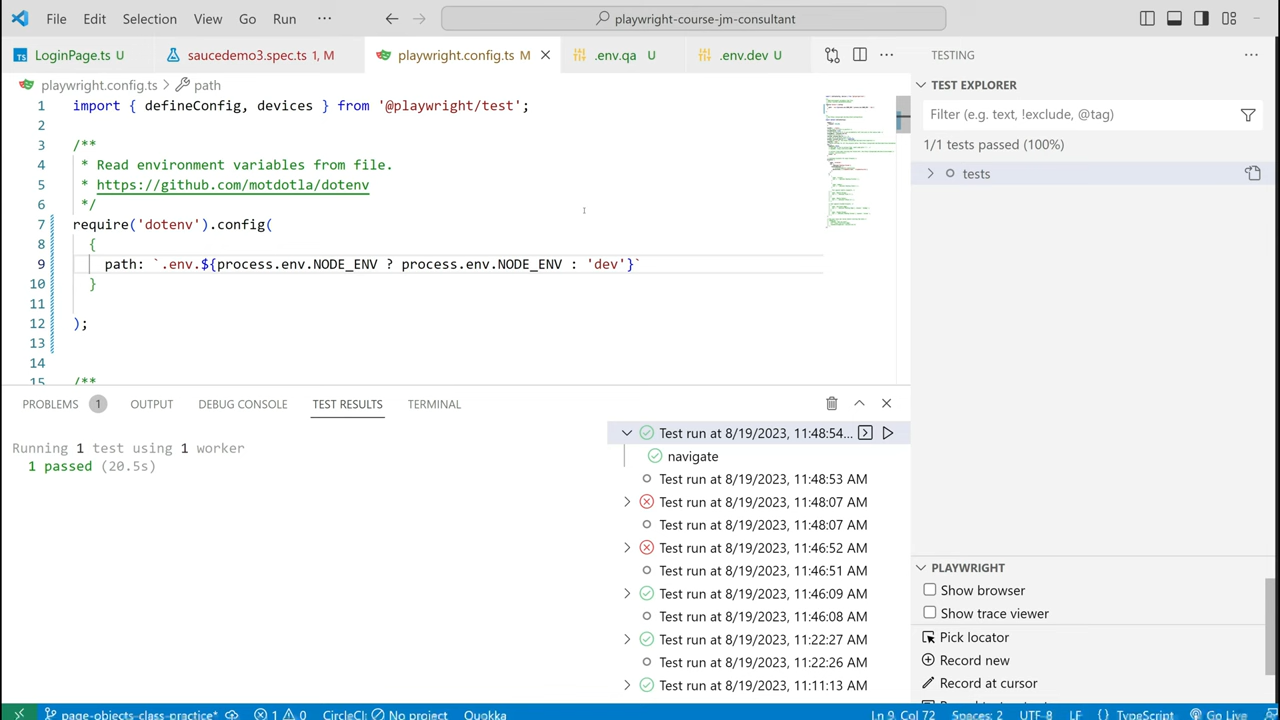 File Edit Selection View Go Run ···
playwright-course-jm-consultant
LoginPage.ts U
saucedemo3.spec.ts 1, M
playwright.config.ts M
.env.qa U
.env.dev U
playwright.config.ts > path
1 import { defineConfig, devices } from '@playwright/test';
2
3 /**
4 * Read environment variables from file.
5 * https://github.com/motdotla/dotenv
6 */
7 require('dotenv').config(
8 {
9 path: `.env.${process.env.NODE_ENV ? process.env.NODE_ENV : 'dev'}`
10 }
11
12 );
13
14
15 /**
PROBLEMS 1 OUTPUT DEBUG CONSOLE TEST RESULTS TERMINAL
Running 1 test using 1 worker
1 passed (20.5s)
Test run at 8/19/2023, 11:48:54...
navigate
Test run at 8/19/2023, 11:48:53 AM
Test run at 8/19/2023, 11:48:07 AM
Test run at 8/19/2023, 11:48:07 AM
Test run at 8/19/2023, 11:46:52 AM
Test run at 8/19/2023, 11:46:51 AM
Test run at 8/19/2023, 11:46:09 AM
Test run at 8/19/2023, 11:46:08 AM
Test run at 8/19/2023, 11:22:27 AM
Test run at 8/19/2023, 11:22:26 AM
Test run at 8/19/2023, 11:11:13 AM
TESTING
TEST EXPLORER
Filter (e.g. text, !exclude, @tag)
1/1 tests passed (100%)
tests
PLAYWRIGHT
Show browser
Show trace viewer
Pick locator
Record new
Record at cursor
page-objects-class-practice* 1 0 CircleCI: No project Quokka Ln 9, Col 72 Spaces: 2 UTF-8 LF {} TypeScript Go Live